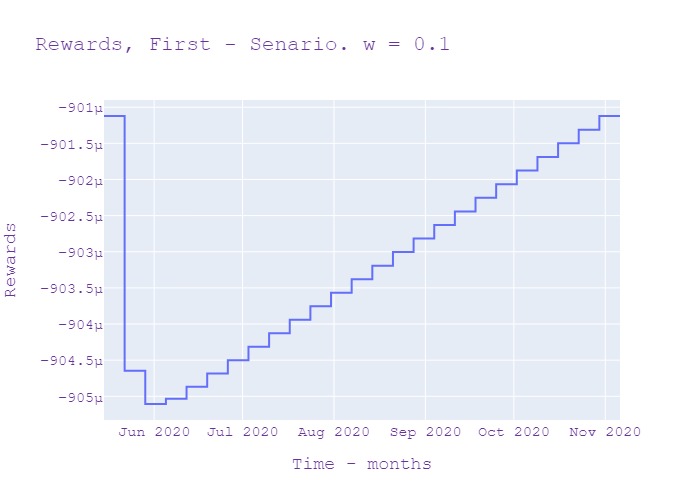 Rewards, First - Senario. w = 0.1
Rewards
−901μ
−901.5μ
−902μ
−902.5μ
−903μ
−903.5μ
−904μ
−904.5μ
−905μ
Jun 2020 Jul 2020 Aug 2020 Sep 2020 Oct 2020 Nov 2020
Time - months